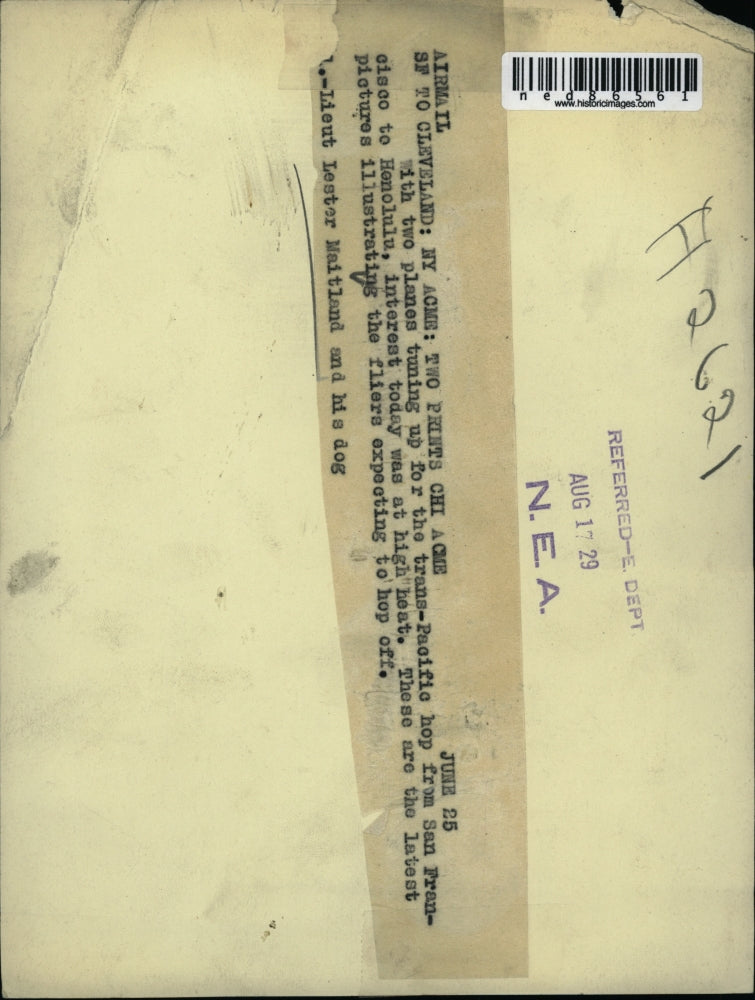 AIRMAIL JUNE 25
SF TO CLEVELAND: NY ACME: TWO PRINTS CHI ACME
With two planes tuning up for the trans-Pacific hop from San Fran-
cisco to Honolulu, interest today was at high heat. These are the latest
pictures illustrating the fliers expecting to hop off.
.-Lieut Lester Maitland and his dog
REFERRED-E. DEPT
AUG 17 29
N.E.A.
ned86561
www.historicimages.com